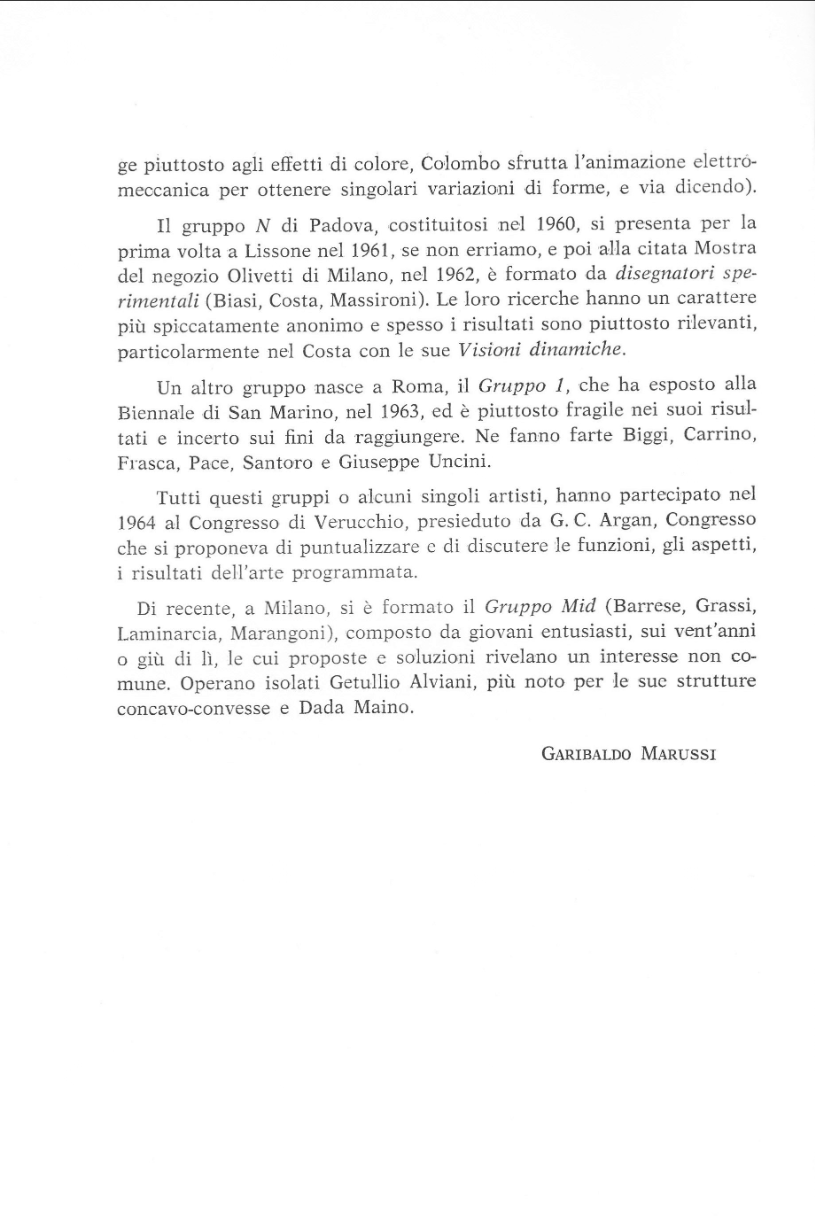 ge piuttosto agli effetti di colore, Colombo sfrutta l'animazione elettro-
meccanica per ottenere singolari variazioni di forme, e via dicendo).
Il gruppo N di Padova, costituitosi nel 1960, si presenta per la
prima volta a Lissone nel 1961, se non erriamo, e poi alla citata Mostra
del negozio Olivetti di Milano, nel 1962, è formato da disegnatori spe-
rimentali (Biasi, Costa, Massironi). Le loro ricerche hanno un carattere
più spiccatamente anonimo e spesso i risultati sono piuttosto rilevanti,
particolarmente nel Costa con le sue Visioni dinamiche.
Un altro gruppo nasce a Roma, il Gruppo 1, che ha esposto alla
Biennale di San Marino, nel 1963, ed è piuttosto fragile nei suoi risul-
tati e incerto sui fini da raggiungere. Ne fanno farte Biggi, Carrino,
Frasca, Pace, Santoro e Giuseppe Uncini.
Tutti questi gruppi o alcuni singoli artisti, hanno partecipato nel
1964 al Congresso di Verucchio, presieduto da G. C. Argan, Congresso
che si proponeva di puntualizzare e di discutere le funzioni, gli aspetti,
i risultati dell'arte programmata.
Di recente, a Milano, si è formato il Gruppo Mid (Barrese, Grassi,
Laminarcia, Marangoni), composto da giovani entusiasti, sui vent'anni
o giù di lì, le cui proposte e soluzioni rivelano un interesse non co-
mune. Operano isolati Getullio Alviani, più noto per le sue strutture
concavo-convesse e Dada Maino.
GARIBALDO MARUSSI